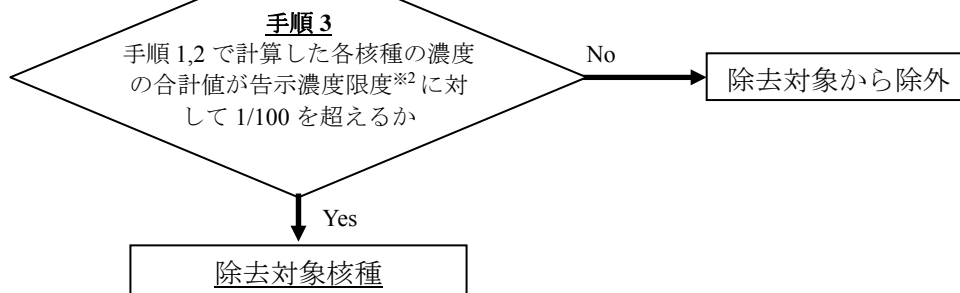 手順 3
手順 1,2 で計算した各核種の濃度
の合計値が告示濃度限度※2 に対
して 1/100 を超えるか
No
除去対象から除外
Yes
除去対象核種